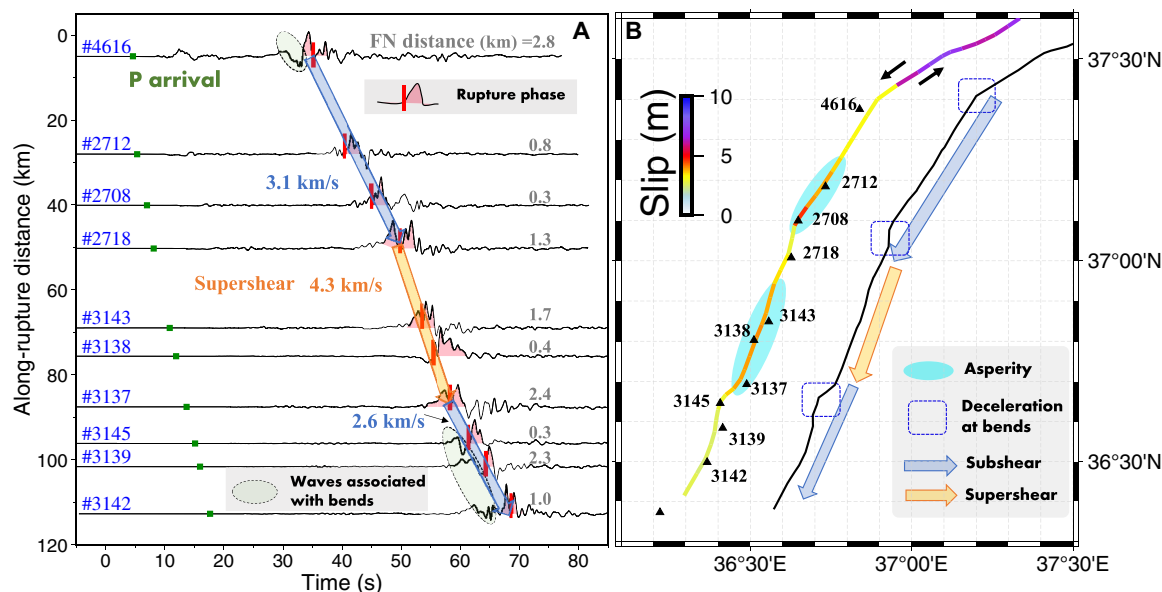 A
#4616
FN distance (km) =2.8
P arrival
Rupture phase
#2712
0.8
3.1 km/s
#2708
0.3
#2718
1.3
Supershear 4.3 km/s
#3143
1.7
#3138
0.4
#3137
2.4
2.6 km/s
#3145
0.3
#3139
2.3
Waves associated
with bends
#3142
1.0
0
20
40
60
80
100
120
Along-rupture distance (km)
0 10 20 30 40 50 60 70 80
Time (s)
B
Slip (m)
10
5
0
4616
2712
2708
2718
3143
3138
3137
3145
3139
3142
Asperity
Deceleration
at bends
Subshear
Supershear
37°30'N
37°00'N
36°30'N
36°30'E 37°00'E 37°30'E